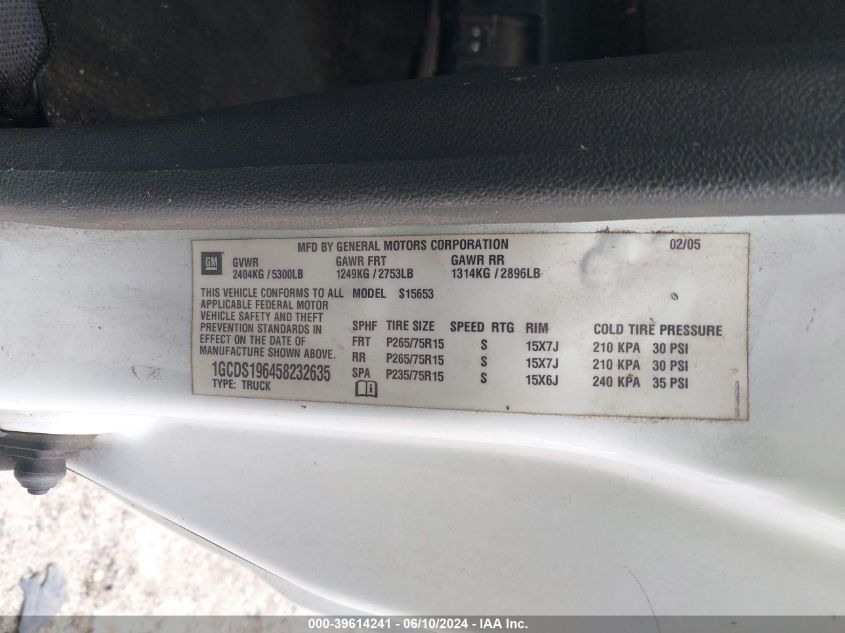 MFD BY GENERAL MOTORS CORPORATION 02/05
GM
GVWR GAWR FRT GAWR RR
2404KG / 5300LB 1249KG / 2753LB 1314KG / 2896LB
THIS VEHICLE CONFORMS TO ALL
APPLICABLE FEDERAL MOTOR
VEHICLE SAFETY AND THEFT
PREVENTION STANDARDS IN
EFFECT ON THE DATE OF
MANUFACTURE SHOWN ABOVE.
1GCDS196458232635
TYPE: TRUCK
MODEL S15653
SPHF TIRE SIZE SPEED RTG RIM COLD TIRE PRESSURE
FRT P265/75R15 S 15X7J 210 KPA 30 PSI
RR P265/75R15 S 15X7J 210 KPA 30 PSI
SPA P235/75R15 S 15X6J 240 KPA 35 PSI
000-39614241 - 06/10/2024 - IAA Inc.